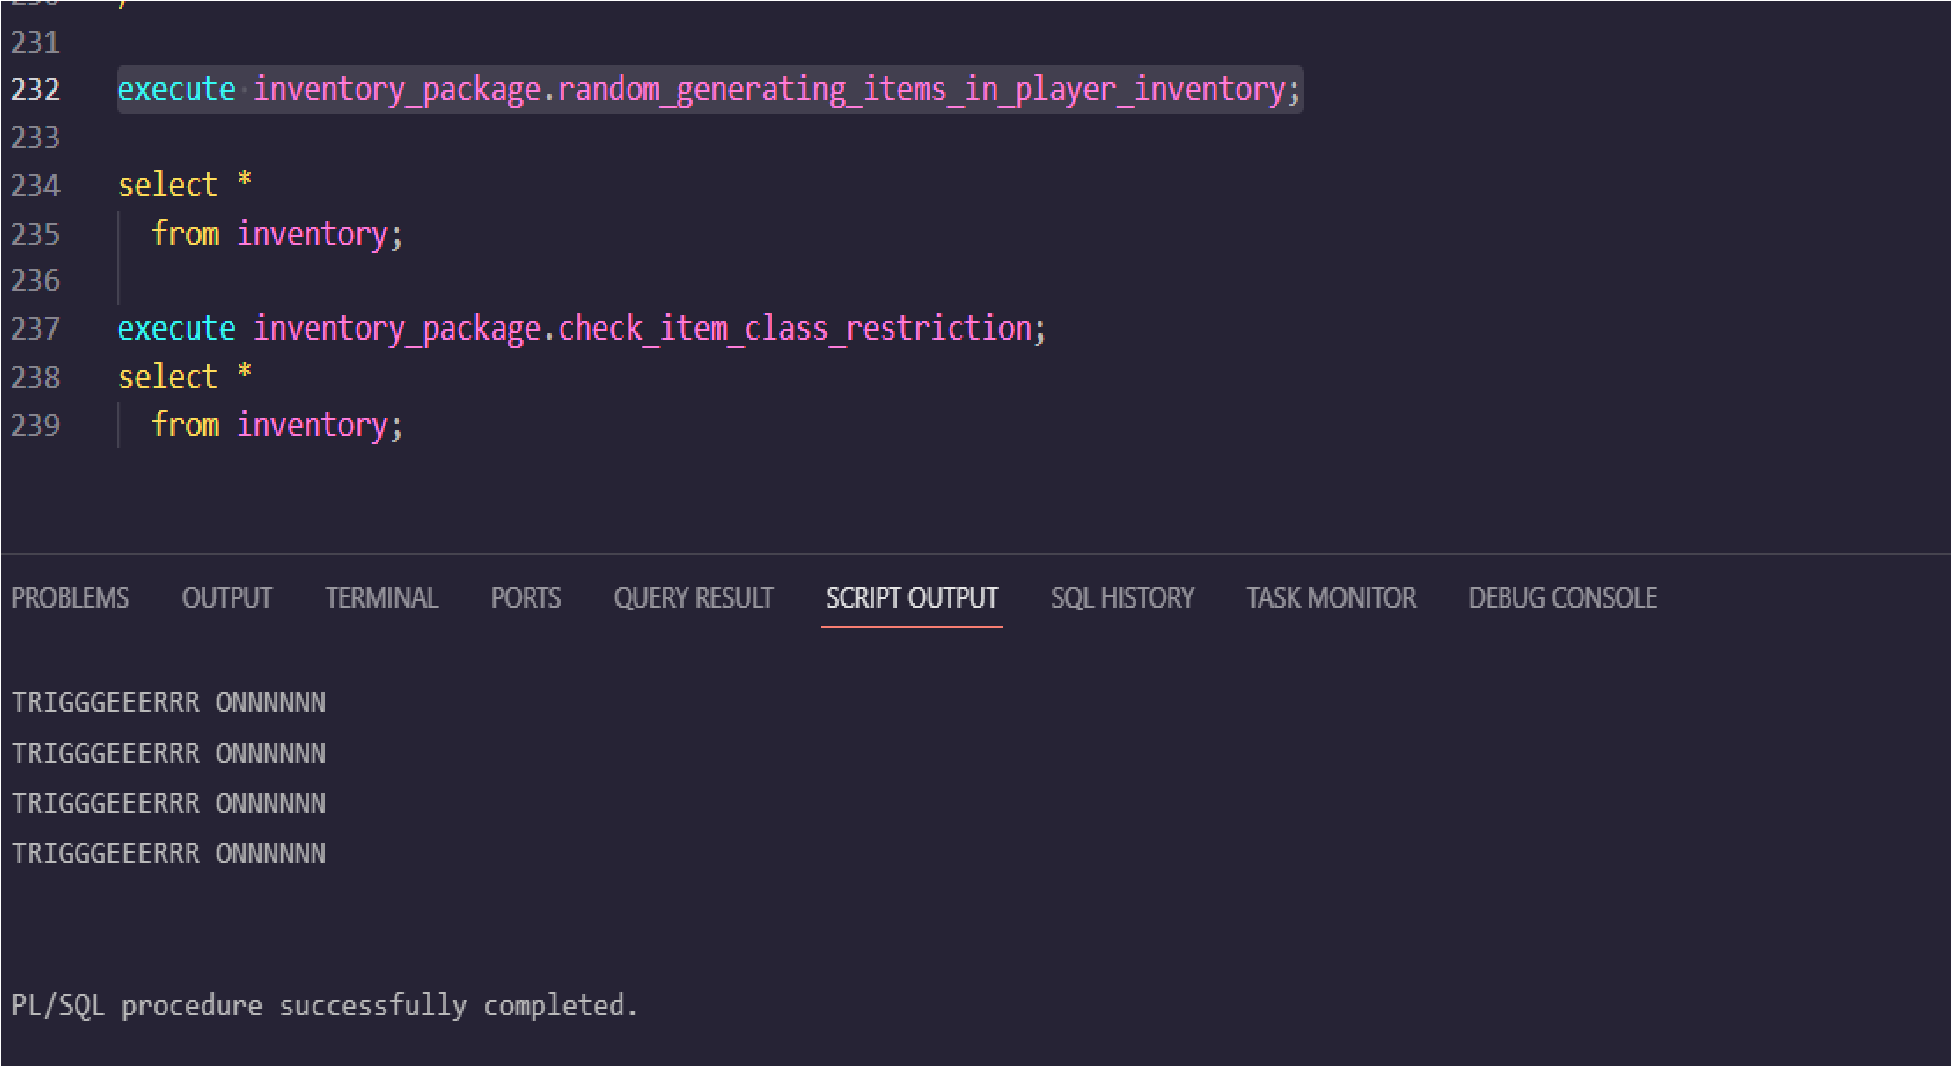 231
232 execute inventory_package.random_generating_items_in_player_inventory;
233
234 select *
235 from inventory;
236
237 execute inventory_package.check_item_class_restriction;
238 select *
239 from inventory;
PROBLEMS OUTPUT TERMINAL PORTS QUERY RESULT SCRIPT OUTPUT SQL HISTORY TASK MONITOR DEBUG CONSOLE
TRIGGGEEERRR ONNNNNN
TRIGGGEEERRR ONNNNNN
TRIGGGEEERRR ONNNNNN
TRIGGGEEERRR ONNNNNN
PL/SQL procedure successfully completed.